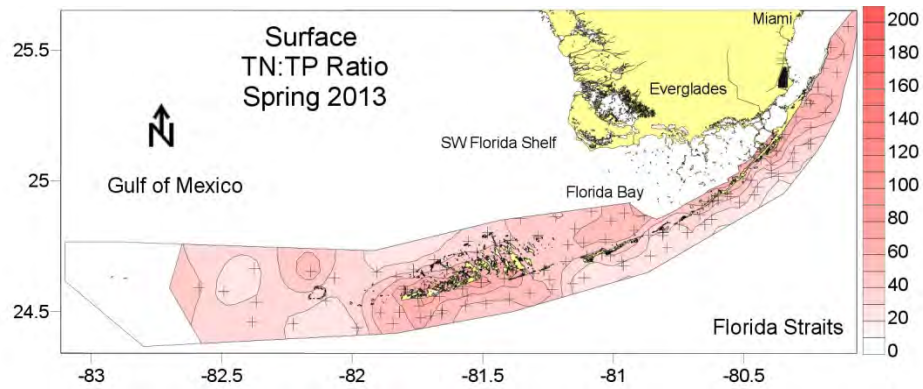 Surface
TN:TP Ratio
Spring 2013
Miami
Everglades
SW Florida Shelf
Florida Bay
Gulf of Mexico
Florida Straits
N
25.5
25
24.5
-83
-82.5
-82
-81.5
-81
-80.5
200
180
160
140
120
100
80
60
40
20
0